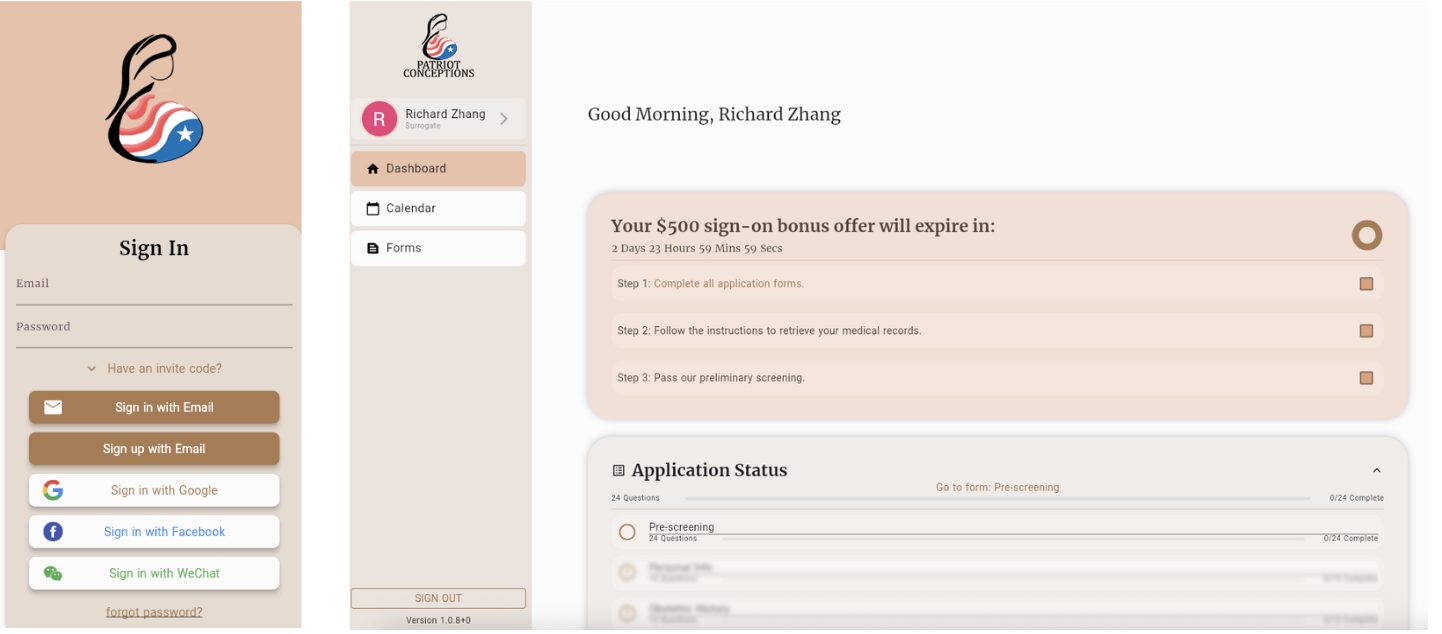 Sign In
Email
Password
Have an invite code?
Sign in with Email
Sign up with Email
Sign in with Google
Sign in with Facebook
Sign in with WeChat
forgot password?
PATRIOT
CONCEPTIONS
R
Richard Zhang
Surrogate
Dashboard
Calendar
Forms
SIGN OUT
Version 1.0.8+0
Good Morning, Richard Zhang
Your $500 sign-on bonus offer will expire in:
2 Days 23 Hours 59 Mins 59 Secs
Step 1: Complete all application forms.
Step 2: Follow the instructions to retrieve your medical records.
Step 3: Pass our preliminary screening.
Application Status
Go to form: Pre-screening
24 Questions 0/24 Complete
Pre-screening
24 Questions 0/24 Complete
Personal Info
Obstetric History